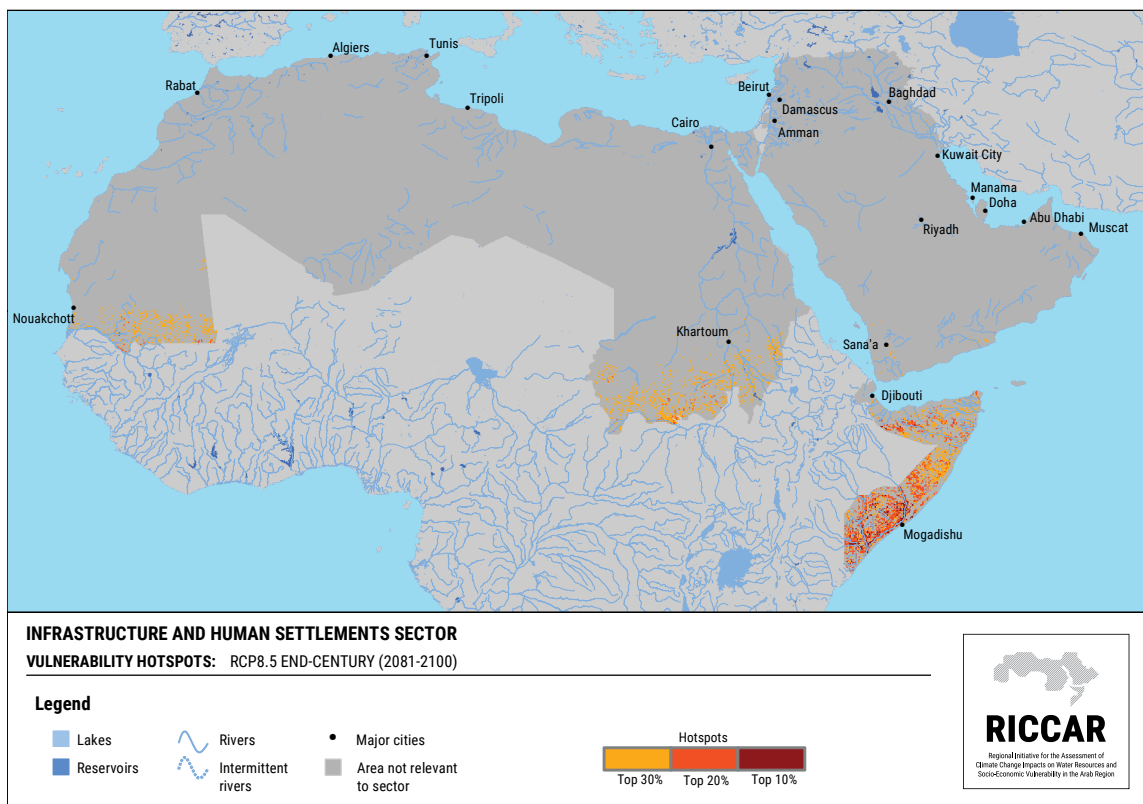 Algiers
Tunis
Rabat
Tripoli
Beirut
Damascus
Amman
Baghdad
Cairo
Kuwait City
Manama
Doha
Abu Dhabi
Muscat
Riyadh
Nouakchott
Khartoum
Sana'a
Djibouti
Mogadishu
INFRASTRUCTURE AND HUMAN SETTLEMENTS SECTOR
VULNERABILITY HOTSPOTS: RCP8.5 END-CENTURY (2081-2100)
Legend
Lakes
Reservoirs
Rivers
Intermittent
rivers
Major cities
Area not relevant
to sector
Hotspots
Top 30%
Top 20%
Top 10%
RICCAR
Regional Initiative for the Assessment of
Climate Change Impacts on Water Resources and
Socio-Economic Vulnerability in the Arab Region